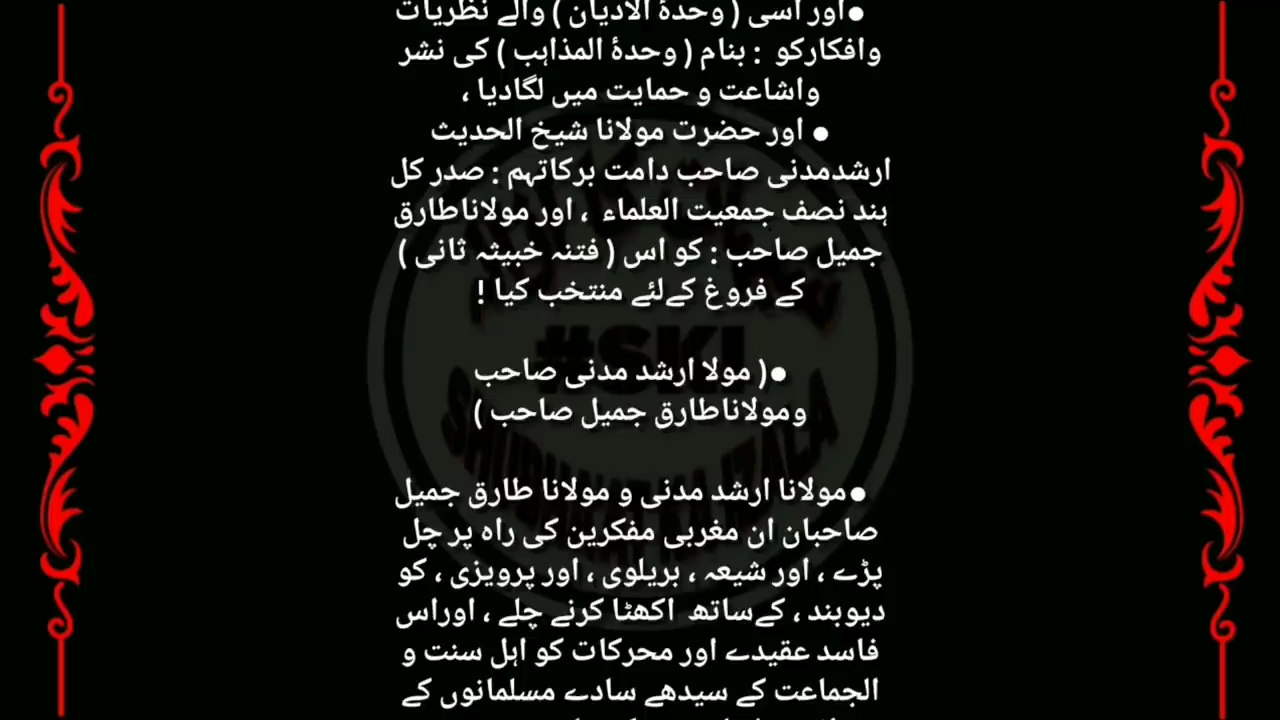 ●اور اسی ( وحدۃ الادیان ) والے نظریات
وافکارکو : بنام ( وحدۂ المذاہب ) کی نشر
واشاعت و حمایت میں لگادیا ،
● اور حضرت مولانا شیخ الحدیث
ارشدمدنی صاحب دامت برکاتہم : صدر کل
ہند نصف جمعیت العلماء ، اور مولاناطارق
جمیل صاحب : کو اس ( فتنہ خبیثہ ثانی )
کے فروغ کےلئے منتخب کیا !
●( مولا ارشد مدنی صاحب
ومولاناطارق جمیل صاحب )
●مولانا ارشد مدنی و مولانا طارق جمیل
صاحبان ان مغربی مفکرین کی راہ پر چل
پڑے ، اور شیعہ ، بریلوی ، اور پرویزی ، کو
دیوبند ، کےساتھ اکھٹا کرنے چلے ، اوراس
فاسد عقیدے اور محرکات کو اہل سنت و
الجماعت کے سیدھے سادے مسلمانوں کے
#SKI